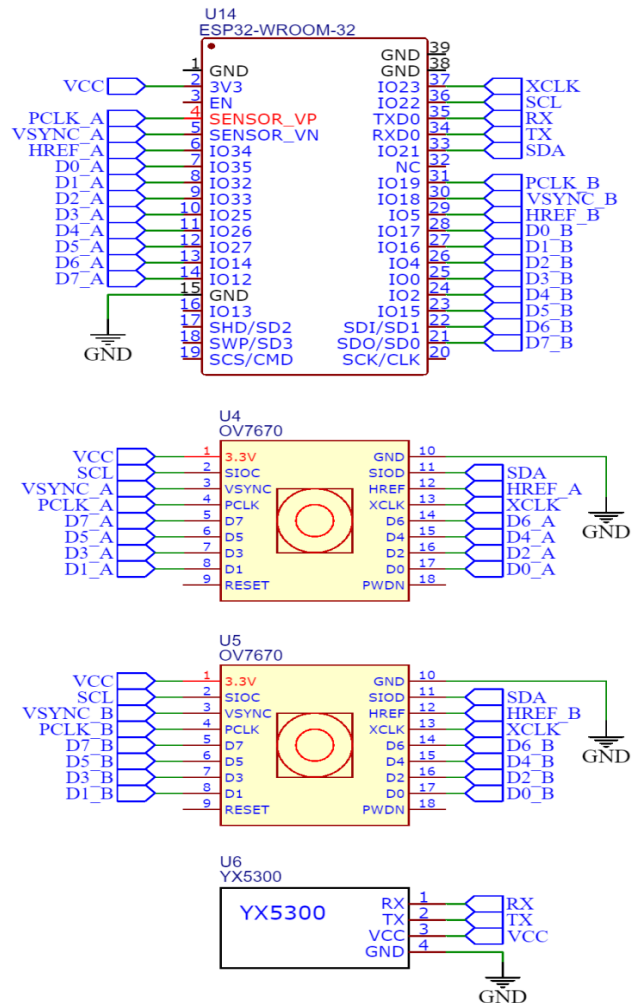 U14
ESP32-WROOM-32
1 GND
GND 39
GND 38
VCC 2 3V3
IO23 37 XCLK
3 EN
IO22 36 SCL
PCLK_A 4 SENSOR_VP
TXD0 35 RX
VSYNC_A 5 SENSOR_VN
RXD0 34 TX
HREF_A 6 IO34
IO21 33 SDA
D0_A 7 IO35
NC 32
D1_A 8 IO32
IO19 31 PCLK_B
D2_A 9 IO33
IO18 30 VSYNC_B
D3_A 10 IO25
IO5 29 HREF_B
D4_A 11 IO26
IO17 28 D0_B
D5_A 12 IO27
IO16 27 D1_B
D6_A 13 IO14
IO4 26 D2_B
D7_A 14 IO12
IO0 25 D3_B
15 GND
IO2 24 D4_B
16 IO13
IO15 23 D5_B
17 SHD/SD2
SDI/SD1 22 D6_B
18 SWP/SD3
SDO/SD0 21 D7_B
19 SCS/CMD
SCK/CLK 20
GND
U4
OV7670
VCC 1 3.3V
GND 10
SCL 2 SIOC
SIOD 11 SDA
VSYNC_A 3 VSYNC
HREF 12 HREF_A
PCLK_A 4 PCLK
XCLK 13 XCLK
D7_A 5 D7
D6 14 D6_A
D5_A 6 D5
D4 15 D4_A
D3_A 7 D3
D2 16 D2_A
D1_A 8 D1
D0 17 D0_A
9 RESET
PWDN 18
GND
U5
OV7670
VCC 1 3.3V
GND 10
SCL 2 SIOC
SIOD 11 SDA
VSYNC_B 3 VSYNC
HREF 12 HREF_B
PCLK_B 4 PCLK
XCLK 13 XCLK
D7_B 5 D7
D6 14 D6_B
D5_B 6 D5
D4 15 D4_B
D3_B 7 D3
D2 16 D2_B
D1_B 8 D1
D0 17 D0_B
9 RESET
PWDN 18
GND
U6
YX5300
YX5300
RX 1 RX
TX 2 TX
VCC 3 VCC
GND 4
GND